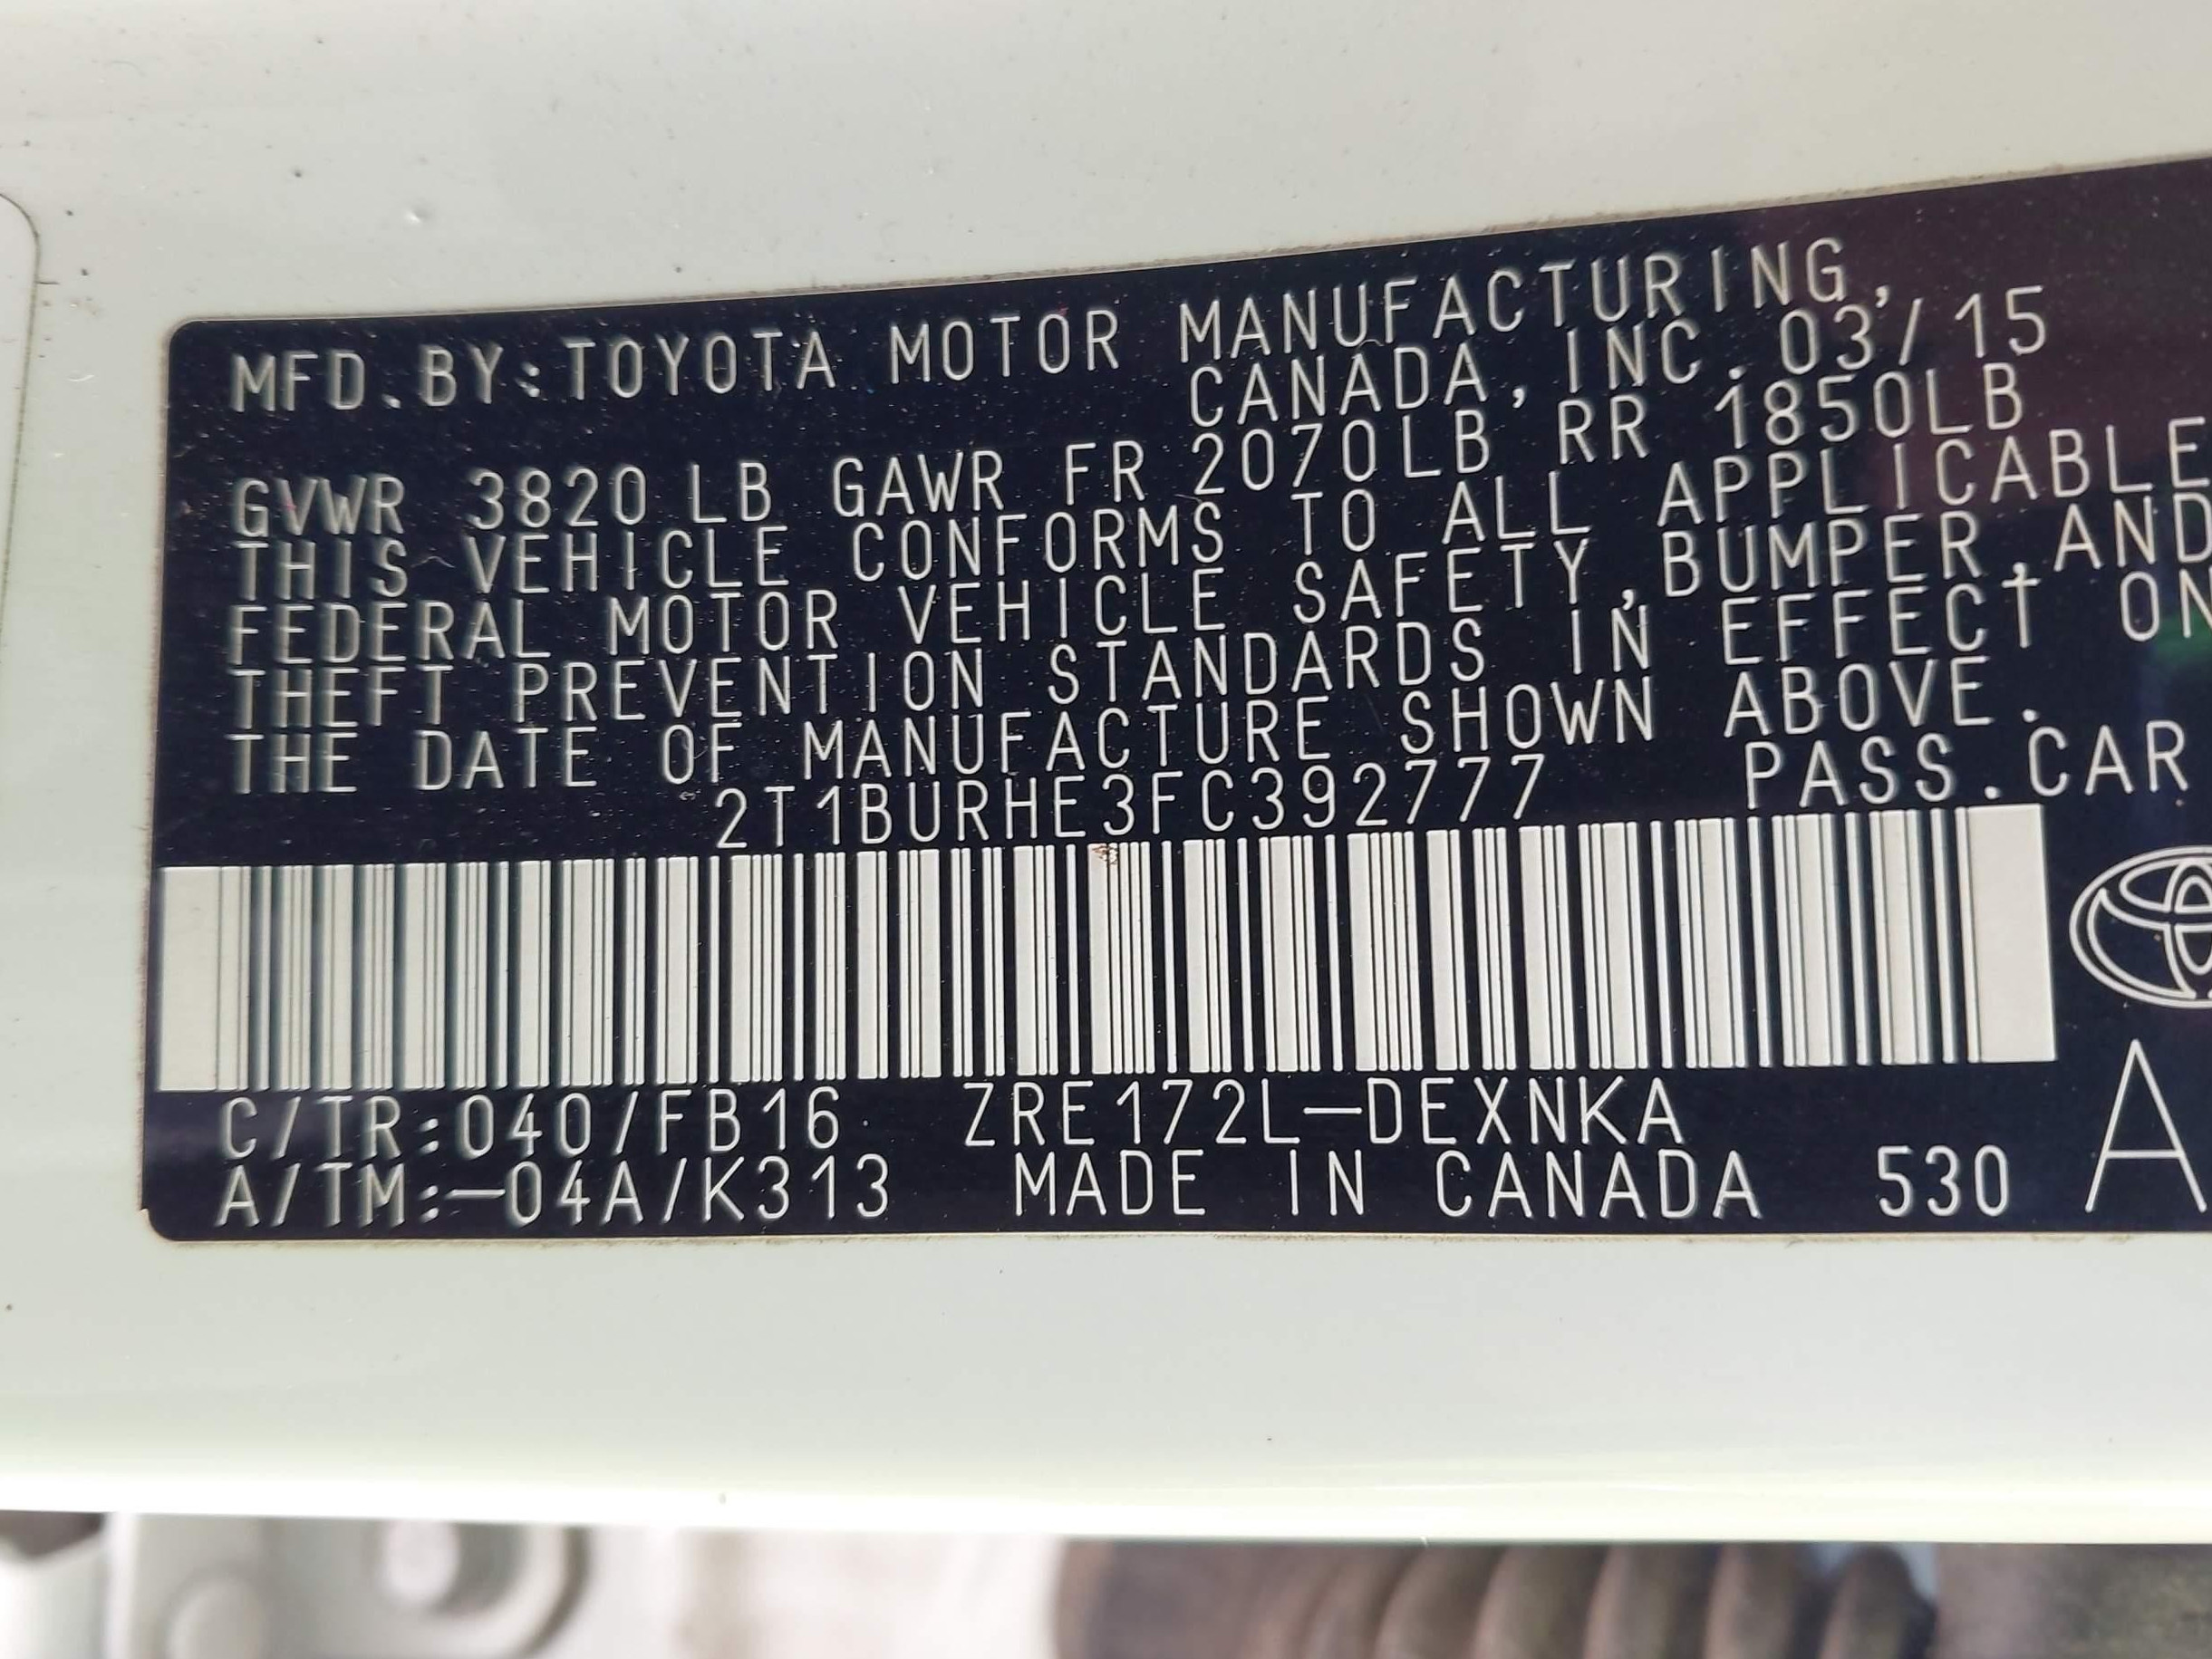 MFD.BY:TOYOTA MOTOR MANUFACTURING,
CANADA, INC. 03/15
GVWR 3820 LB GAWR FR 2070LB RR 1850LB
THIS VEHICLE CONFORMS TO ALL APPLICABLE
FEDERAL MOTOR VEHICLE SAFETY,BUMPER,AND
THEFT PREVENTION STANDARDS IN EFFECT ON
THE DATE OF MANUFACTURE SHOWN ABOVE.
2T1BURHE3FC392777 PASS.CAR
C/TR:040/FB16 ZRE172L—DEXNKA
A/TM:—04A/K313 MADE IN CANADA 530 A